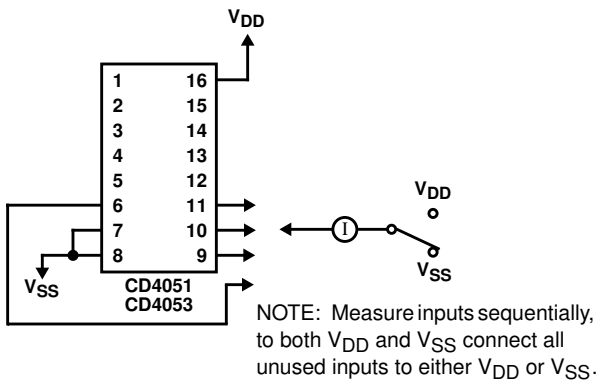 VDD
1 16
2 15
3 14
4 13
5 12
6 11
7 10
8 9
VSS
CD4051
CD4053
I
VDD
VSS
NOTE: Measure inputs sequentially,
to both VDD and VSS connect all
unused inputs to either VDD or VSS.